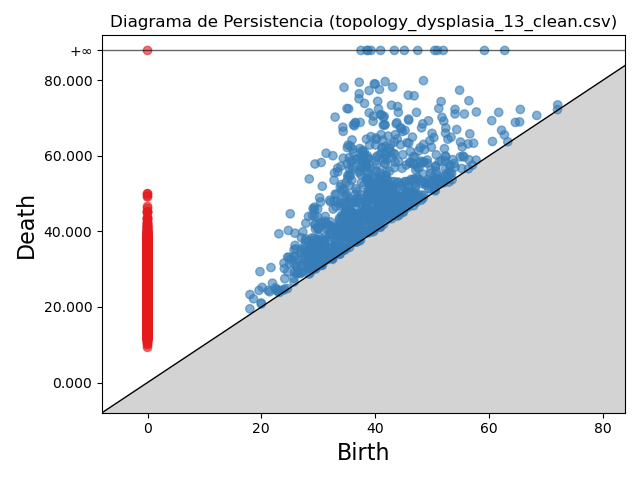 Diagrama de Persistencia (topology_dysplasia_13_clean.csv)
+∞
80.000
60.000
40.000
20.000
0.000
Death
0 20 40 60 80
Birth